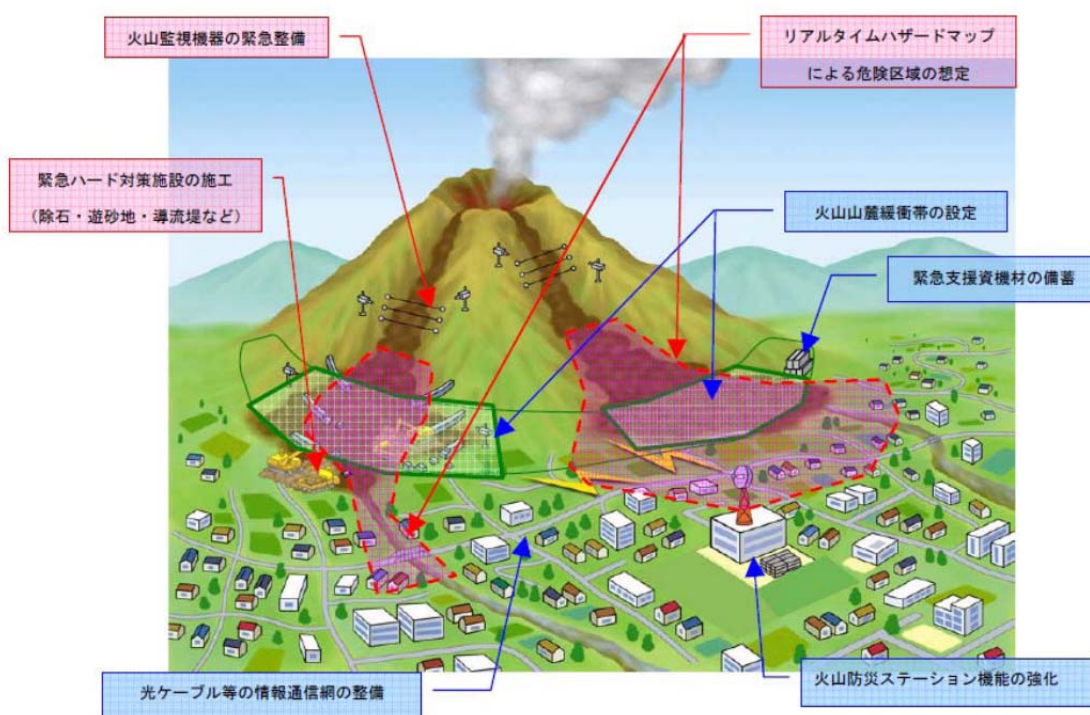 火山監視機器の緊急整備
リアルタイムハザードマップ
による危険区域の想定
緊急ハード対策施設の施工
（除石・遊砂地・導流堤など）
火山山麓緩衝帯の設定
緊急支援資機材の備蓄
光ケーブル等の情報通信網の整備
火山防災ステーション機能の強化